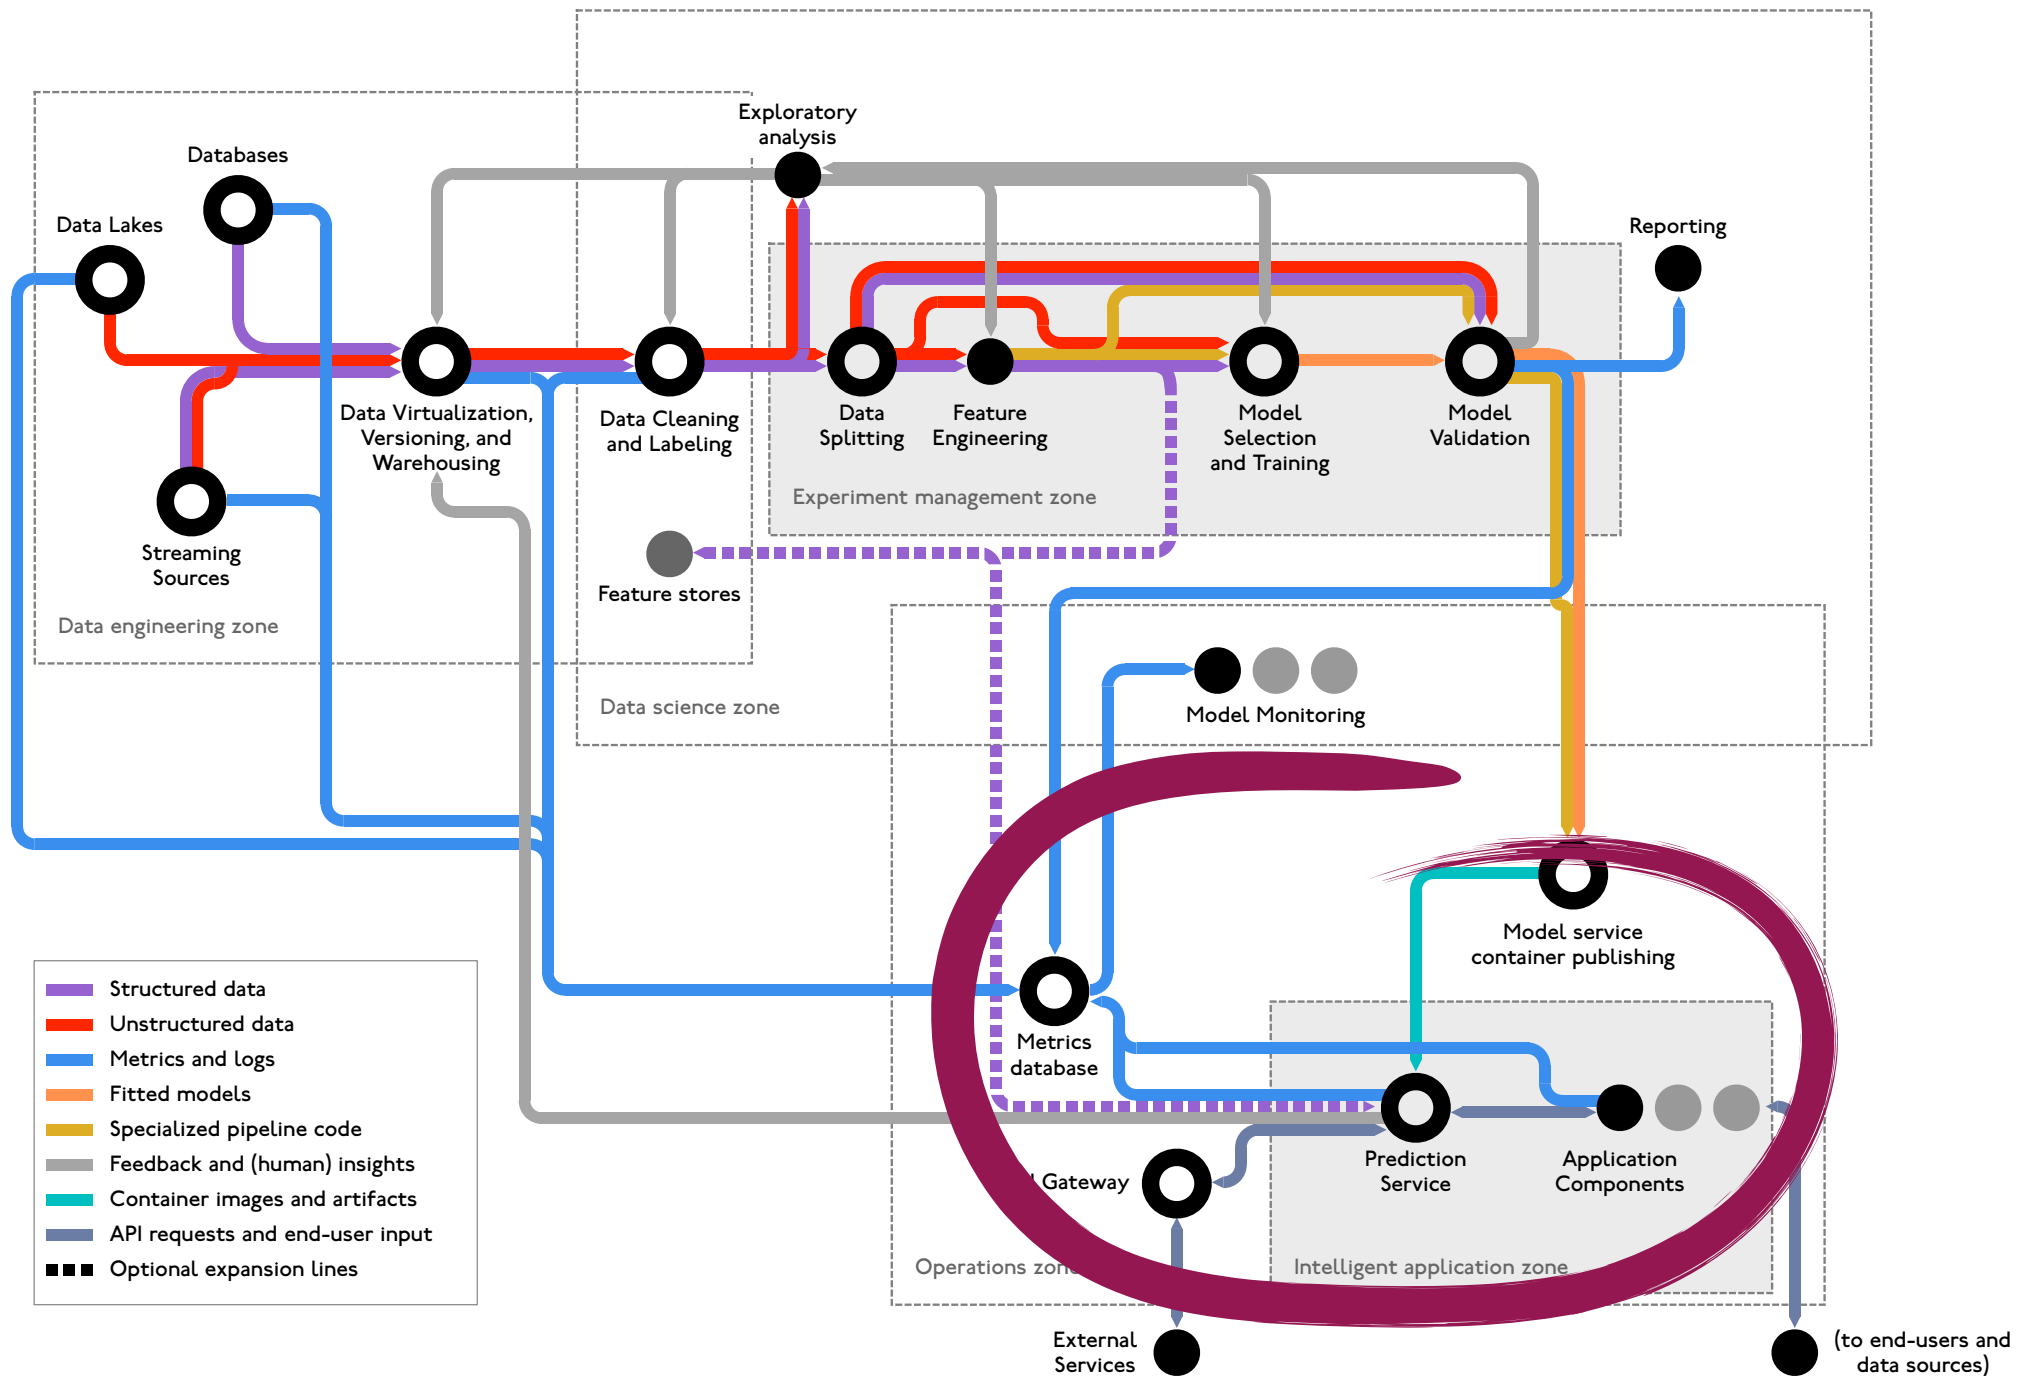 Exploratory
analysis
Databases
Data Lakes
Reporting
Data Virtualization,
Versioning, and
Warehousing
Data Cleaning
and Labeling
Data
Splitting
Feature
Engineering
Model
Selection
and Training
Model
Validation
Experiment management zone
Streaming
Sources
Feature stores
Data engineering zone
Data science zone
Model Monitoring
Model service
container publishing
Metrics
database
Prediction
Service
Application
Components
Gateway
Operations zone
Intelligent application zone
External
Services
(to end-users and
data sources)
Structured data
Unstructured data
Metrics and logs
Fitted models
Specialized pipeline code
Feedback and (human) insights
Container images and artifacts
API requests and end-user input
Optional expansion lines